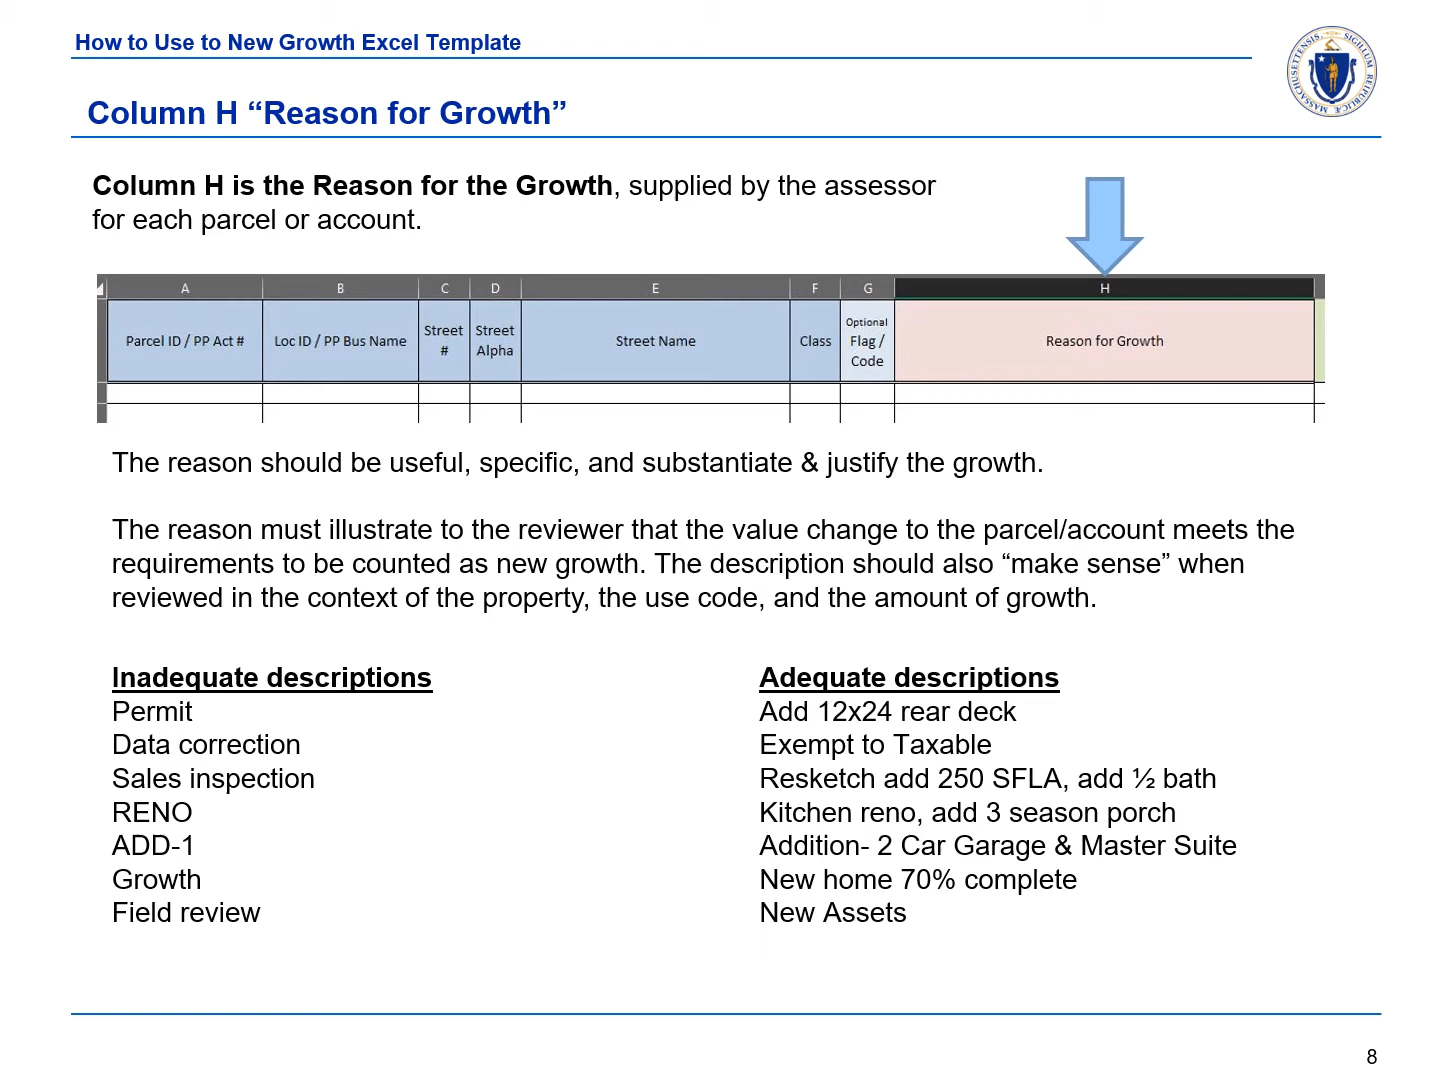 How to Use to New Growth Excel Template
Column H “Reason for Growth”
Column H is the Reason for the Growth, supplied by the assessor
for each parcel or account.
A B C D E F G H
Parcel ID / PP Act # Loc ID / PP Bus Name Street # Street Alpha Street Name Class Optional Flag / Code Reason for Growth
The reason should be useful, specific, and substantiate & justify the growth.
The reason must illustrate to the reviewer that the value change to the parcel/account meets the
requirements to be counted as new growth. The description should also “make sense” when
reviewed in the context of the property, the use code, and the amount of growth.
Inadequate descriptions
Permit
Data correction
Sales inspection
RENO
ADD-1
Growth
Field review
Adequate descriptions
Add 12x24 rear deck
Exempt to Taxable
Resketch add 250 SFLA, add ½ bath
Kitchen reno, add 3 season porch
Addition- 2 Car Garage & Master Suite
New home 70% complete
New Assets
8